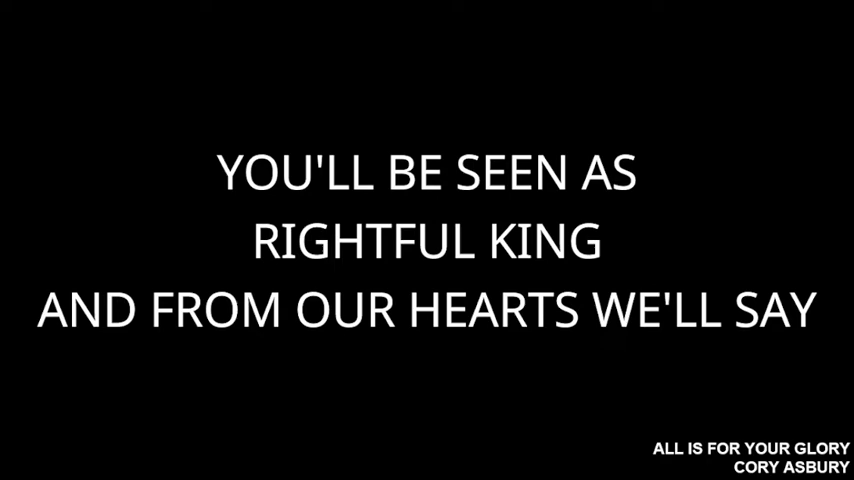 YOU'LL BE SEEN AS
RIGHTFUL KING
AND FROM OUR HEARTS WE'LL SAY
ALL IS FOR YOUR GLORY
CORY ASBURY